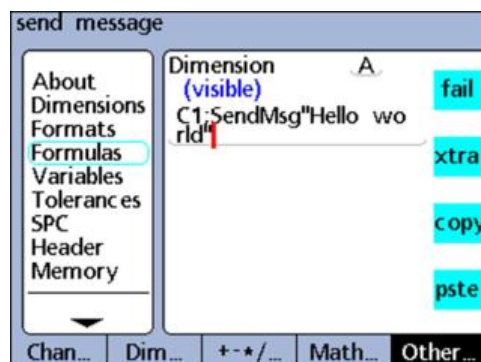 send message
About
Dimensions
Formats
Formulas
Variables
Tolerances
SPC
Header
Memory
Dimension A
(visible)
C1:SendMsg"Hello wo
rld"
fail
xtra
copy
pste
Chan... Dim... +-*/... Math... Other...